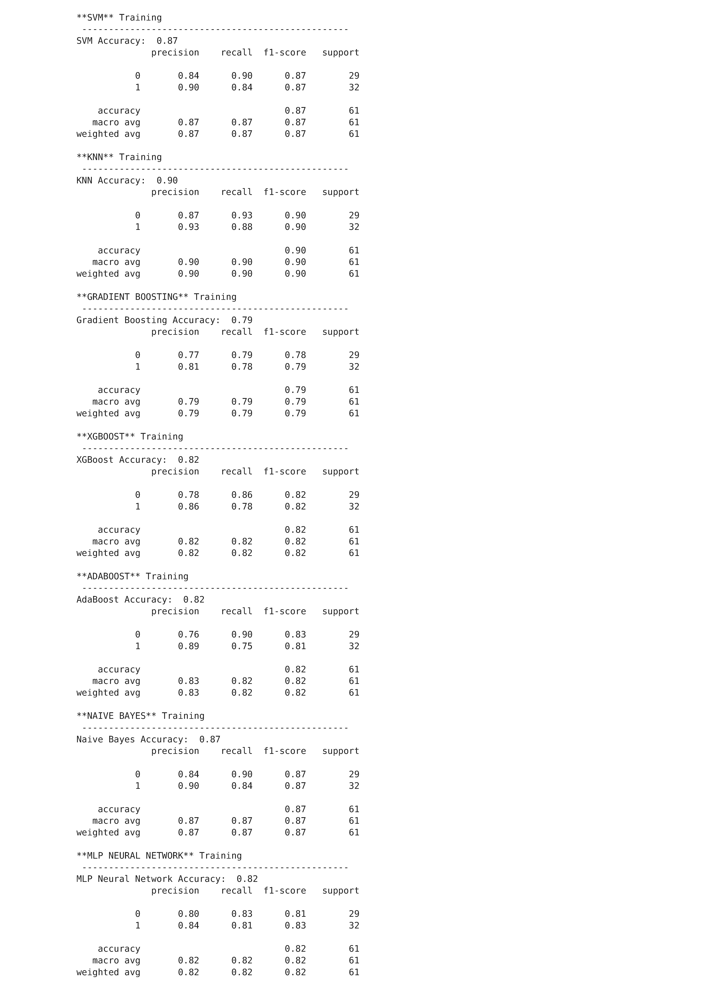 **SVM** Training
 --------------------------------------------------
SVM Accuracy:  0.87
              precision    recall  f1-score   support

           0       0.84      0.90      0.87        29
           1       0.90      0.84      0.87        32

    accuracy                           0.87        61
   macro avg       0.87      0.87      0.87        61
weighted avg       0.87      0.87      0.87        61

**KNN** Training
 --------------------------------------------------
KNN Accuracy:  0.90
              precision    recall  f1-score   support

           0       0.87      0.93      0.90        29
           1       0.93      0.88      0.90        32

    accuracy                           0.90        61
   macro avg       0.90      0.90      0.90        61
weighted avg       0.90      0.90      0.90        61

**GRADIENT BOOSTING** Training
 --------------------------------------------------
Gradient Boosting Accuracy:  0.79
              precision    recall  f1-score   support

           0       0.77      0.79      0.78        29
           1       0.81      0.78      0.79        32

    accuracy                           0.79        61
   macro avg       0.79      0.79      0.79        61
weighted avg       0.79      0.79      0.79        61

**XGBOOST** Training
 --------------------------------------------------
XGBoost Accuracy:  0.82
              precision    recall  f1-score   support

           0       0.78      0.86      0.82        29
           1       0.86      0.78      0.82        32

    accuracy                           0.82        61
   macro avg       0.82      0.82      0.82        61
weighted avg       0.82      0.82      0.82        61

**ADABOOST** Training
 --------------------------------------------------
AdaBoost Accuracy:  0.82
              precision    recall  f1-score   support

           0       0.76      0.90      0.83        29
           1       0.89      0.75      0.81        32

    accuracy                           0.82        61
   macro avg       0.83      0.82      0.82        61
weighted avg       0.83      0.82      0.82        61

**NAIVE BAYES** Training
 --------------------------------------------------
Naive Bayes Accuracy:  0.87
              precision    recall  f1-score   support

           0       0.84      0.90      0.87        29
           1       0.90      0.84      0.87        32

    accuracy                           0.87        61
   macro avg       0.87      0.87      0.87        61
weighted avg       0.87      0.87      0.87        61

**MLP NEURAL NETWORK** Training
 --------------------------------------------------
MLP Neural Network Accuracy:  0.82
              precision    recall  f1-score   support

           0       0.80      0.83      0.81        29
           1       0.84      0.81      0.83        32

    accuracy                           0.82        61
   macro avg       0.82      0.82      0.82        61
weighted avg       0.82      0.82      0.82        61